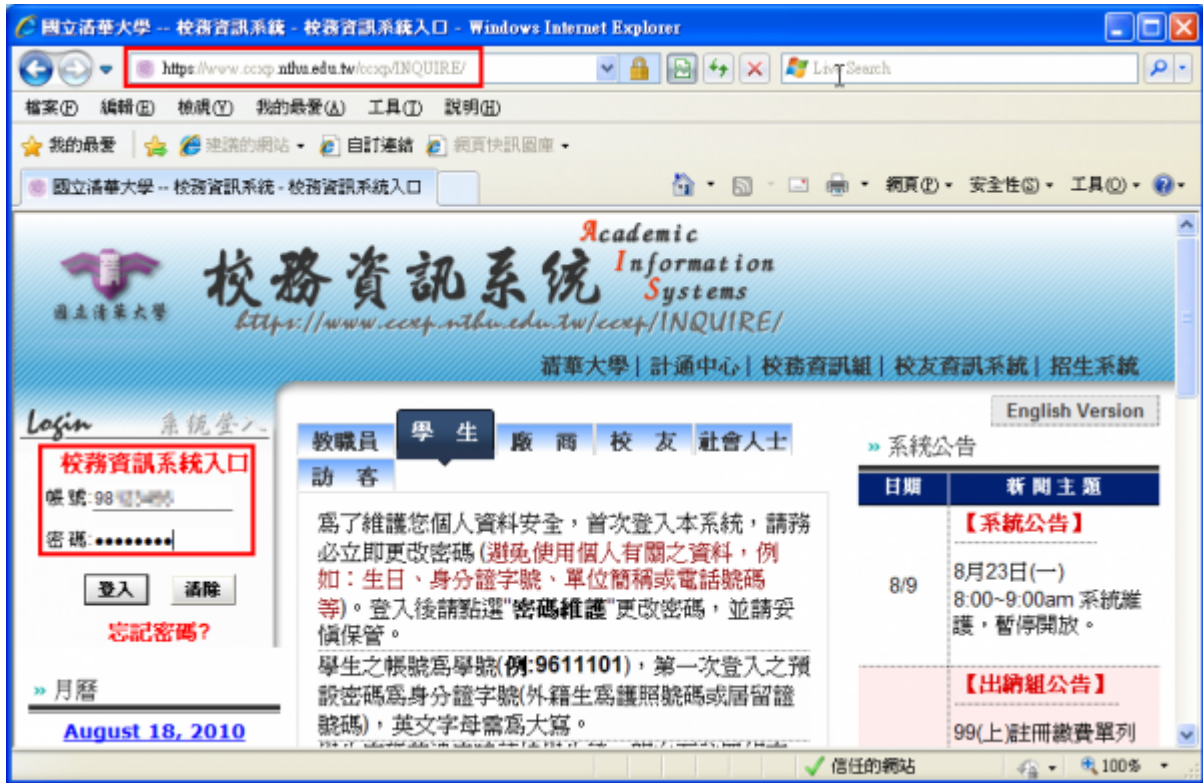 國立清華大學 -- 校務資訊系統 - 校務資訊系統入口 - Windows Internet Explorer
https://www.ccxp.nthu.edu.tw/ccxp/INQUIRE/
Live Search
檔案(F) 編輯(E) 檢視(V) 我的最愛(A) 工具(T) 說明(H)
我的最愛 建議的網站 自訂連結 網頁快訊圖庫
國立清華大學 -- 校務資訊系統 - 校務資訊系統入口
網頁(P) 安全性(S) 工具(O)
國立清華大學
校務資訊系統
Academic
Information
Systems
https://www.ccxp.nthu.edu.tw/ccxp/INQUIRE/
清華大學 | 計通中心 | 校務資訊組 | 校友資訊系統 | 招生系統
Login 系統登入
校務資訊系統入口
帳號:98
密碼:••••••••
登入 清除
忘記密碼?
» 月曆
August 18, 2010
教職員 學 生 廠 商 校 友 社會人士
訪 客
為了維護您個人資料安全,首次登入本系統,請務
必立即更改密碼(避免使用個人有關之資料,例
如:生日、身分證字號、單位簡稱或電話號碼
等)。登入後請點選"密碼維護"更改密碼,並請妥
慎保管。
學生之帳號為學號(例:9611101),第一次登入之預
設密碼為身分證字號(外籍生為護照號碼或居留證
號碼),英文字母需為大寫。
English Version
» 系統公告
日期 新聞主題
【系統公告】
8/9
8月23日(一)
8:00~9:00am 系統維
護,暫停開放。
【出納組公告】
99(上)註冊繳費單列
信任的網站 100%